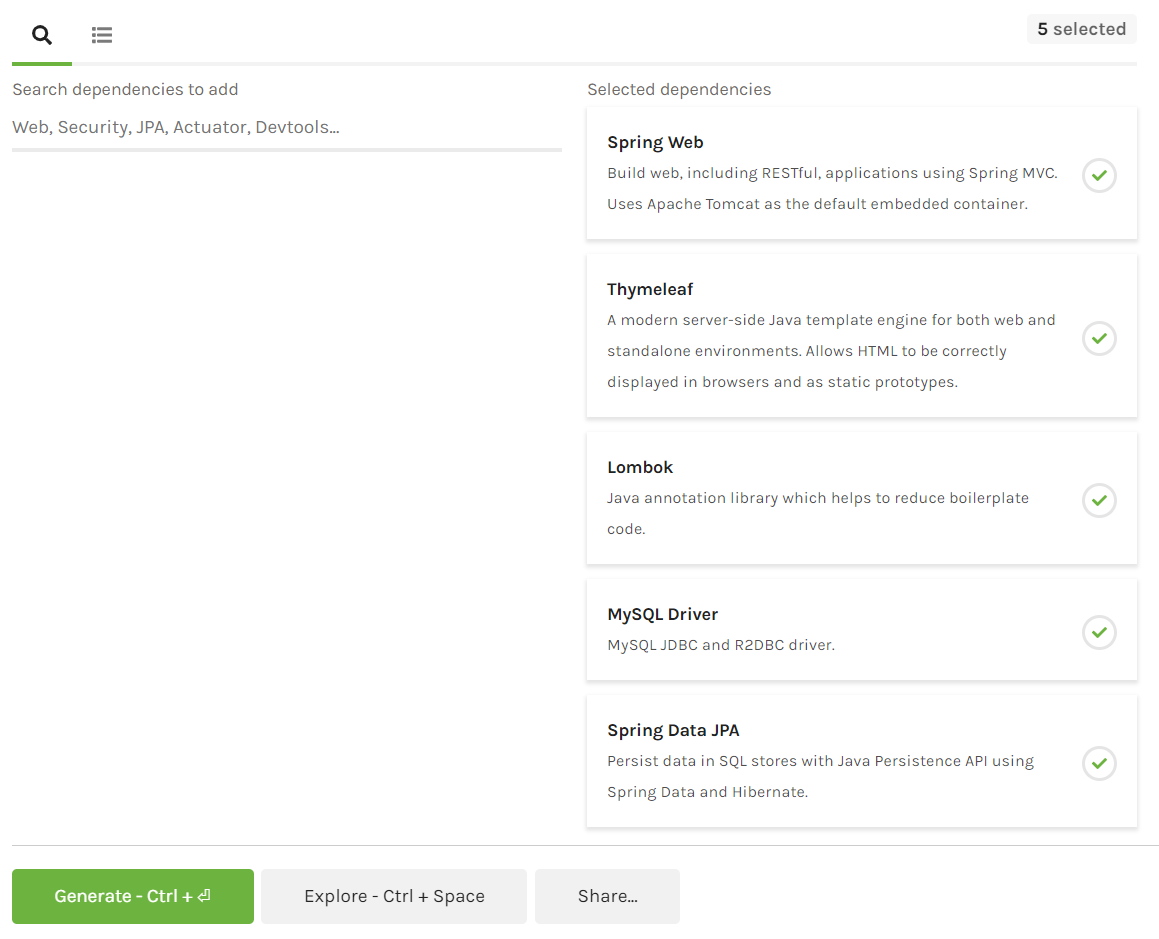 5 selected
Search dependencies to add
Web, Security, JPA, Actuator, Devtools...
Selected dependencies
Spring Web
Build web, including RESTful, applications using Spring MVC.
Uses Apache Tomcat as the default embedded container.
Thymeleaf
A modern server-side Java template engine for both web and
standalone environments. Allows HTML to be correctly
displayed in browsers and as static prototypes.
Lombok
Java annotation library which helps to reduce boilerplate
code.
MySQL Driver
MySQL JDBC and R2DBC driver.
Spring Data JPA
Persist data in SQL stores with Java Persistence API using
Spring Data and Hibernate.
Generate - Ctrl + ⏎
Explore - Ctrl + Space
Share...